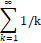 ∞
∑ 1/k
k=1